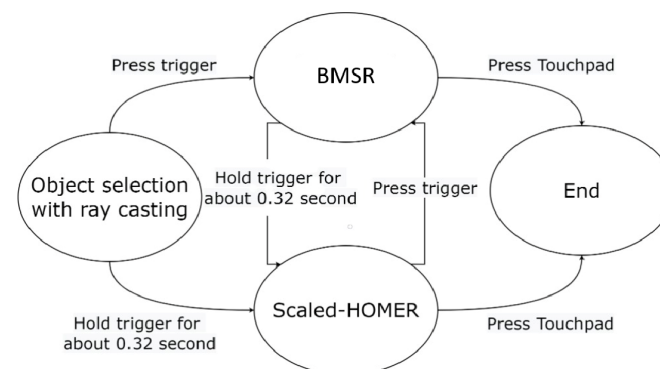 Press trigger
BMSR
Press Touchpad
Object selection
with ray casting
Hold trigger for
about 0.32 second
Press trigger
End
Hold trigger for
about 0.32 second
Scaled-HOMER
Press Touchpad